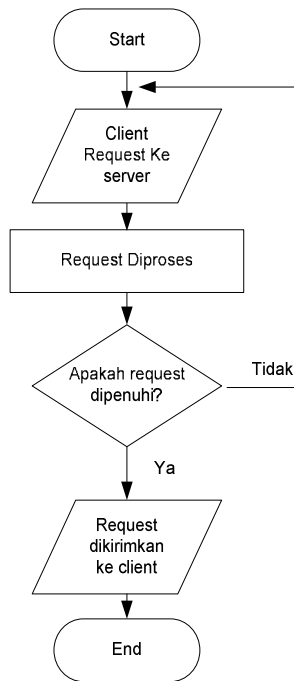 Start
Client
Request Ke
server
Request Diproses
Apakah request
dipenuhi?
Tidak
Ya
Request
dikirimkan
ke client
End